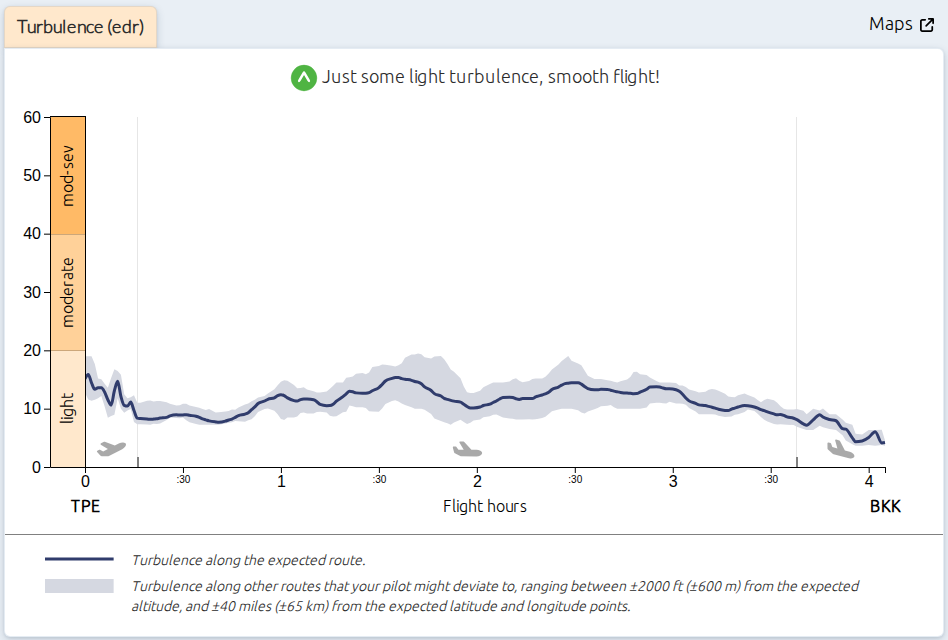 Turbulence (edr)
Maps
Just some light turbulence, smooth flight!
60
50
40
30
20
10
0
mod-sev
moderate
light
0 :30 1 :30 2 :30 3 :30 4
TPE Flight hours BKK
Turbulence along the expected route.
Turbulence along other routes that your pilot might deviate to, ranging between ±2000 ft (±600 m) from the expected
altitude, and ±40 miles (±65 km) from the expected latitude and longitude points.